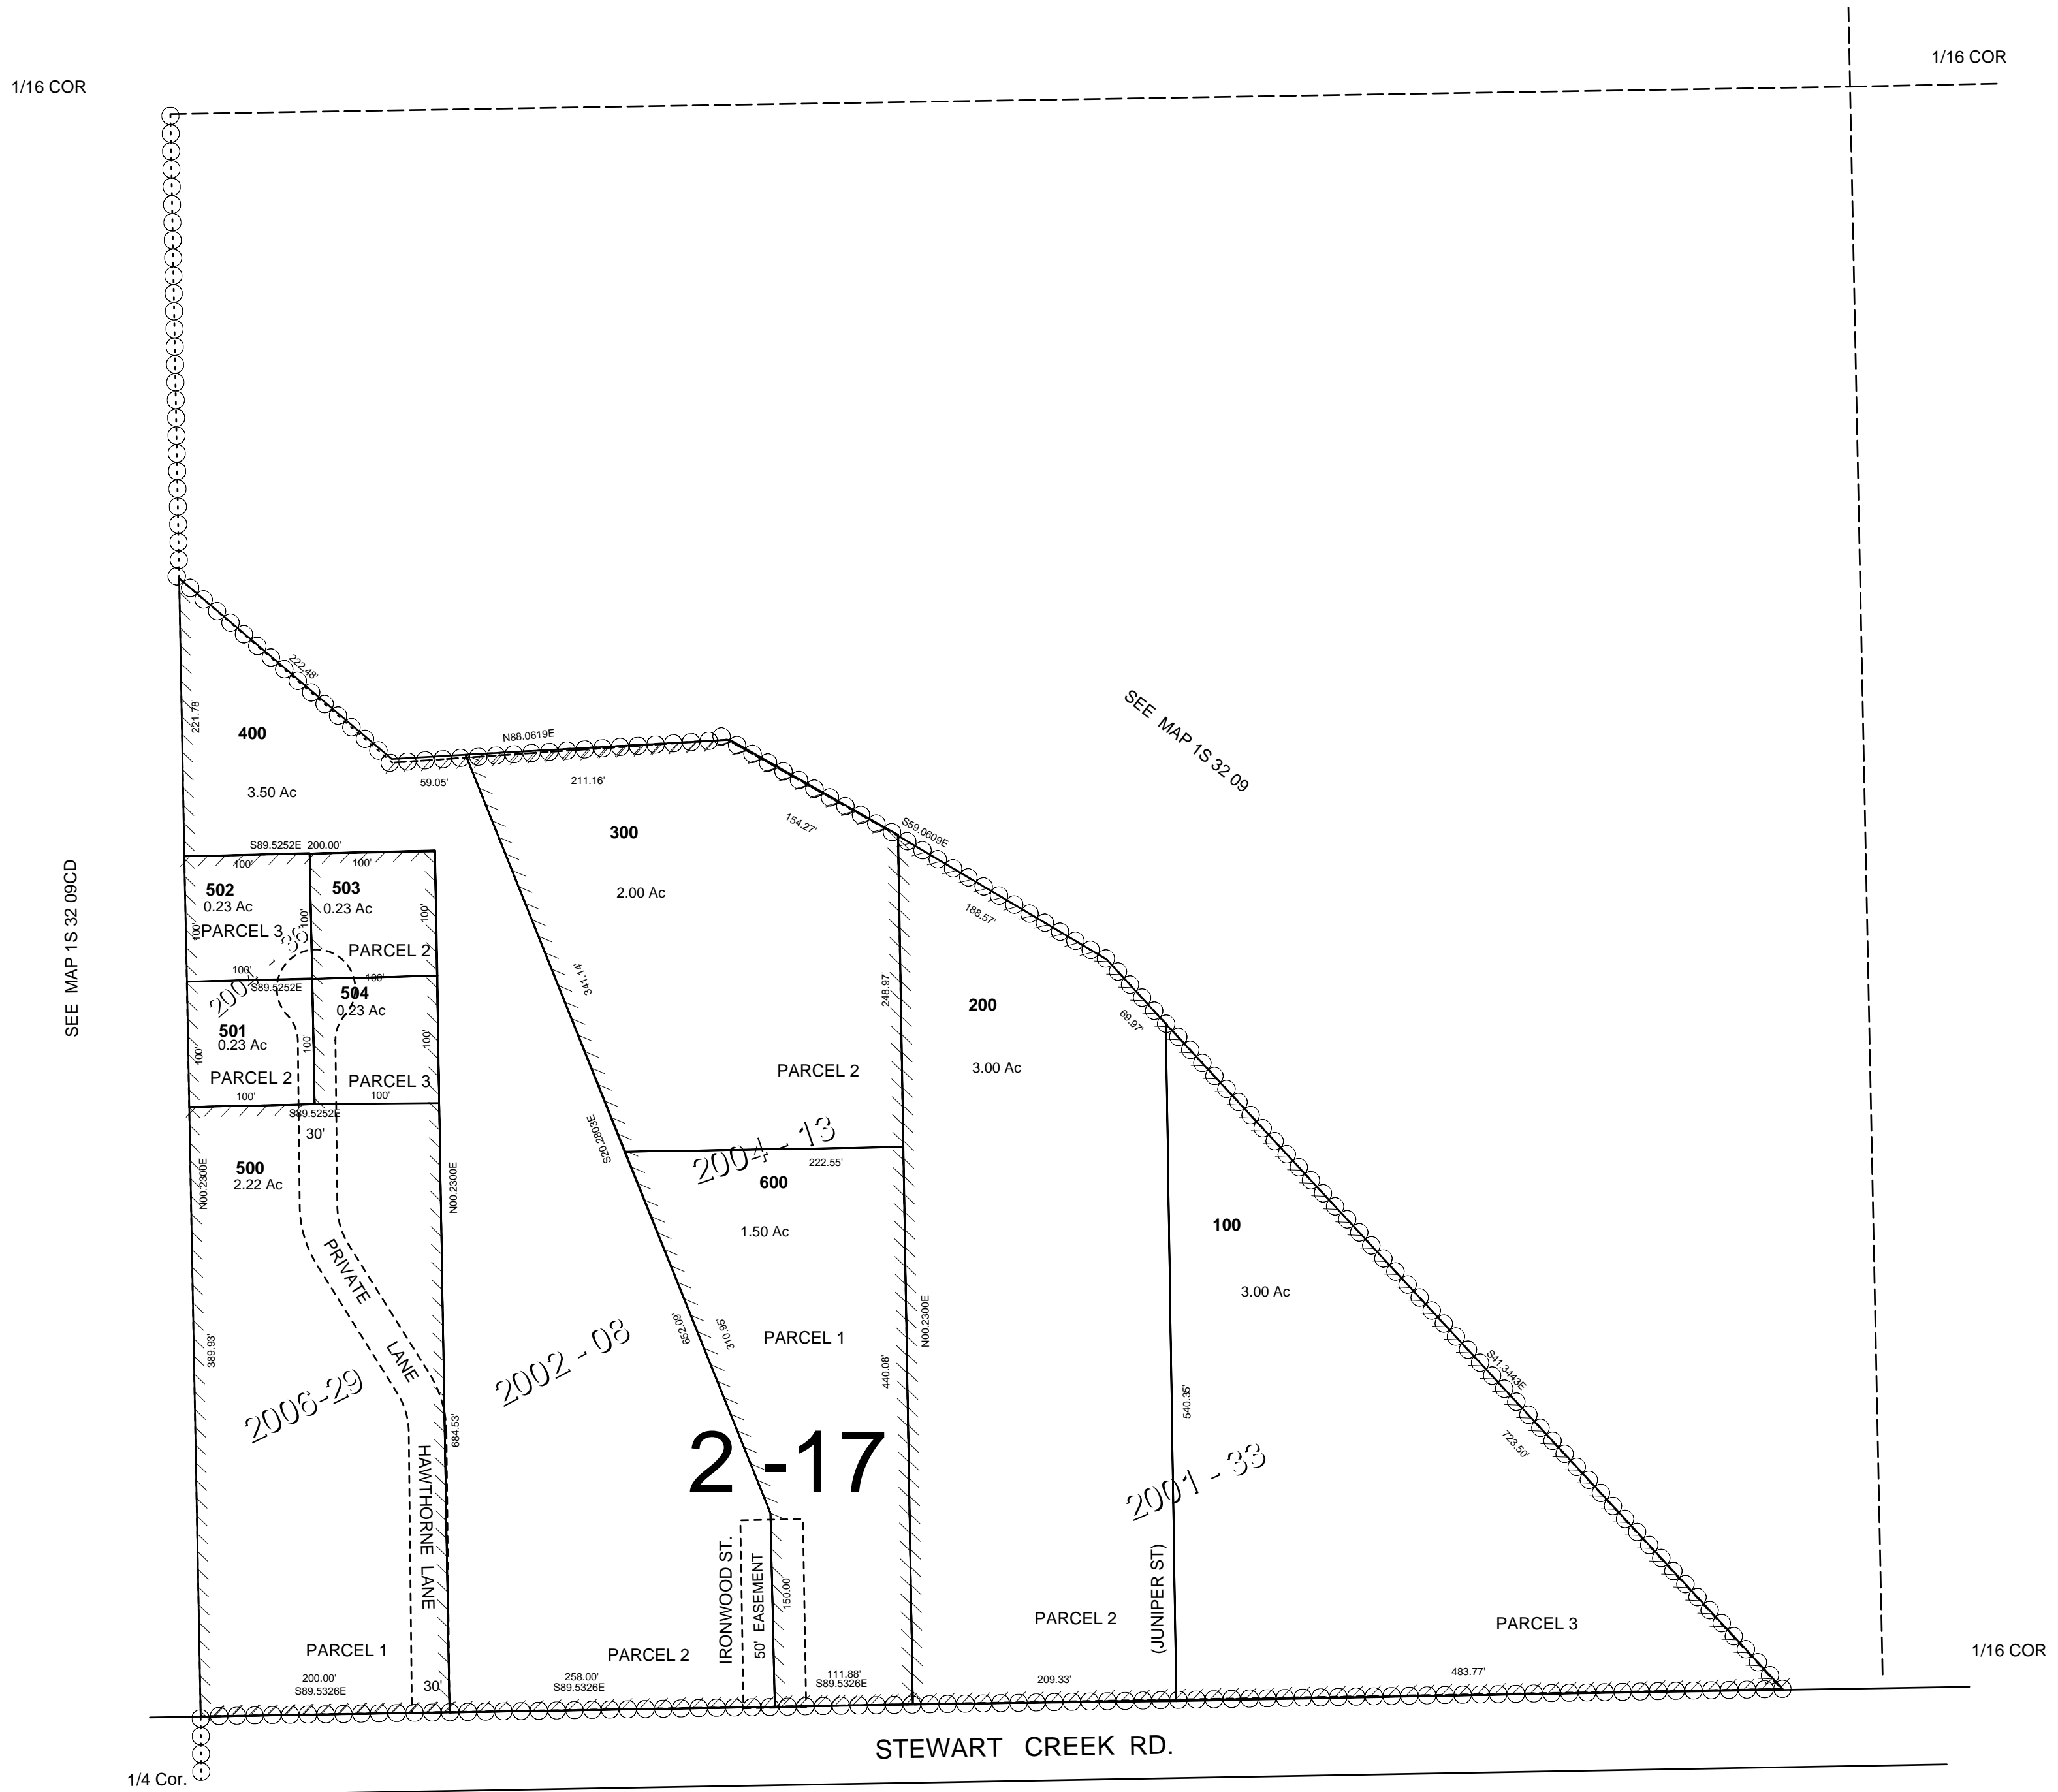 1/16 COR
1/16 COR
222.48'
221.78'
400
3.50 Ac
SEE MAP 1S 32 09
N88.0619E
59.05'
211.16'
154.27'
S59.0609E
188.57'
300
2.00 Ac
S89.5252E 200.00'
100'
100'
502
0.23 Ac
PARCEL 3
503
0.23 Ac
PARCEL 2
100'
100'
100'
SEE MAP 1S 32 09CD
100'
S89.5252E
100'
504
0.23 Ac
501
0.23 Ac
100'
100'
100'
PARCEL 2
PARCEL 3
100'
100'
S89.5252E
30'
341.14'
248.97'
200
3.00 Ac
69.97'
PARCEL 2
S20.2803E
2004 - 13
222.55'
600
1.50 Ac
500
2.22 Ac
N00.2300E
N00.2300E
100
3.00 Ac
PRIVATE
LANE
652.09'
310.95'
PARCEL 1
N00.2300E
389.93'
440.08'
540.35'
S41.3443E
723.50'
2006-29
2002 - 08
684.53'
2 -17
2001 - 33
HAWTHORNE LANE
IRONWOOD ST.
50' EASEMENT
150.00'
(JUNIPER ST)
PARCEL 2
PARCEL 3
PARCEL 1
PARCEL 2
1/16 COR
200.00'
S89.5326E
30'
258.00'
S89.5326E
111.88'
S89.5326E
209.33'
483.77'
STEWART CREEK RD.
1/4 Cor.